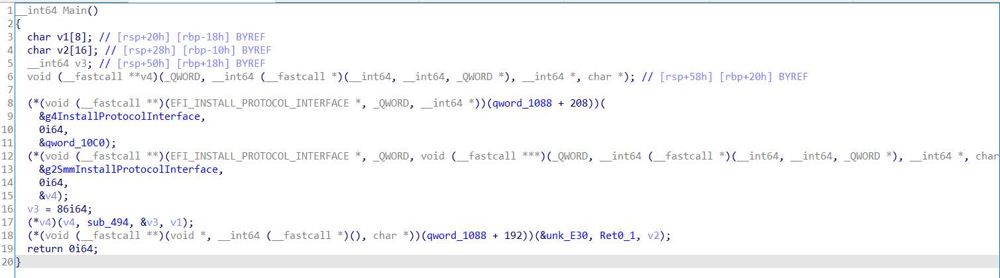 1 __int64 Main()
2 {
3 char v1[8]; // [rsp+20h] [rbp-18h] BYREF
4 char v2[16]; // [rsp+28h] [rbp-10h] BYREF
5 __int64 v3; // [rsp+50h] [rbp+18h] BYREF
6 void (__fastcall **v4)(_QWORD, __int64 (__fastcall *)(__int64, __int64, _QWORD *), __int64 *, char *); // [rsp+58h] [rbp+20h] BYREF
7
8 (*(void (__fastcall **)(EFI_INSTALL_PROTOCOL_INTERFACE *, _QWORD, __int64 *))(qword_1088 + 208))(
9 &g4InstallProtocolInterface,
10 0i64,
11 &qword_10C0);
12 (*(void (__fastcall **)(EFI_INSTALL_PROTOCOL_INTERFACE *, _QWORD, void (__fastcall ***)(_QWORD, __int64 (__fastcall *)(__int64, __int64, _QWORD *), __int64 *, char
13 &g2SmmInstallProtocolInterface,
14 0i64,
15 &v4);
16 v3 = 86i64;
17 (*v4)(v4, sub_494, &v3, v1);
18 (*(void (__fastcall **)(void *, __int64 (__fastcall *)(), char *))(qword_1088 + 192))(&unk_E30, Ret0_1, v2);
19 return 0i64;
20 }